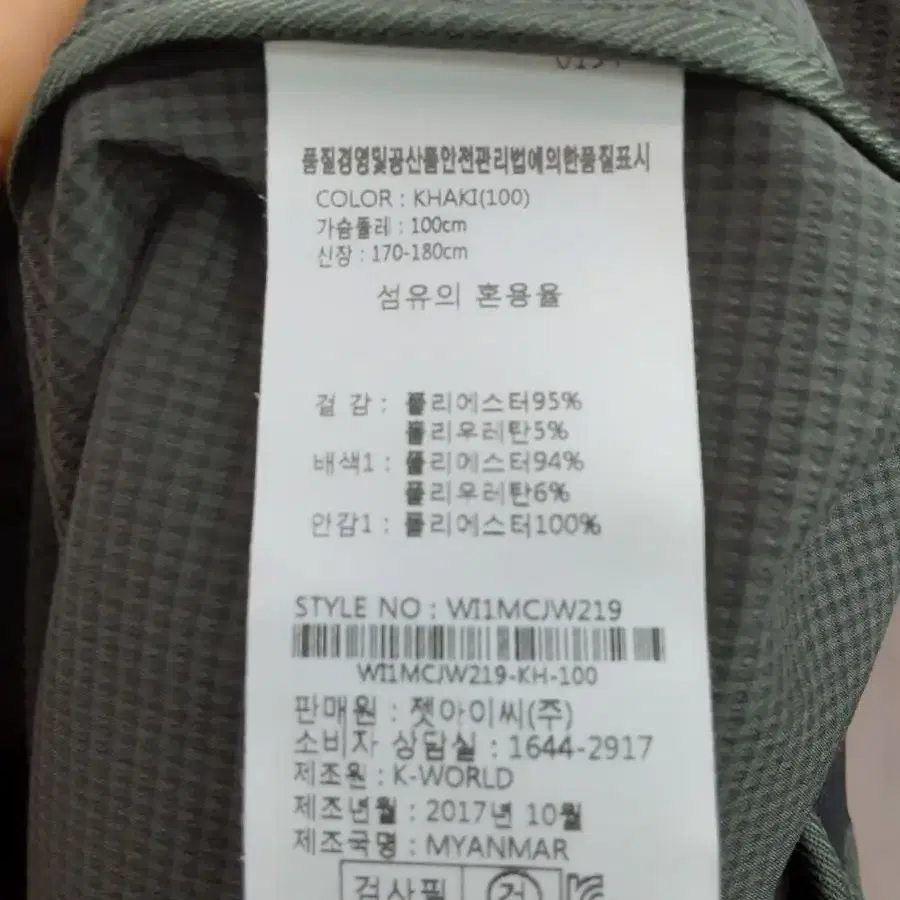 품질경영및공산품안전관리법에의한품질표시
COLOR : KHAKI(100)
가슴둘레 : 100cm
신장 : 170-180cm
섬유의 혼용율
겉 감 : 폴리에스터95%
폴리우레탄5%
배색1 : 폴리에스터94%
폴리우레탄6%
안감1 : 폴리에스터100%
STYLE NO : WI1MCJW219
WI1MCJW219-KH-100
판매원 : 젯아이씨(주)
소비자 상담실 : 1644-2917
제조원 : K-WORLD
제조년월 : 2017년 10월
제조국명 : MYANMAR
검사필 검